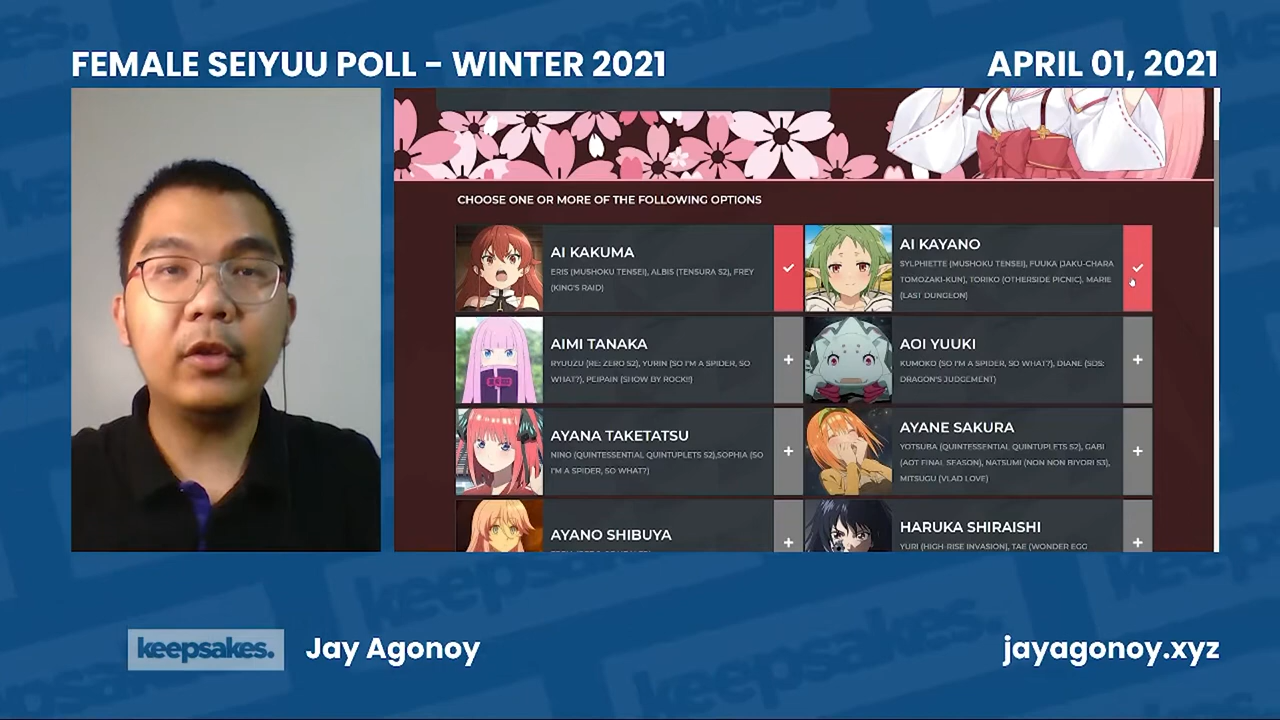 FEMALE SEIYUU POLL - WINTER 2021
APRIL 01, 2021
CHOOSE ONE OR MORE OF THE FOLLOWING OPTIONS
AI KAKUMA
ERIS (MUSHOKU TENSEI), ALBIS (TENSURA S2), FREY
(KING'S RAID)
AI KAYANO
SYLPHIETTE (MUSHOKU TENSEI), FUUKA (JAKU-CHARA
TOMOZAKI-KUN), TORIKO (OTHERSIDE PICNIC), MARIE
(LAST DUNGEON)
AIMI TANAKA
RYUUZU (RE: ZERO S2), YURIN (SO I'M A SPIDER, SO
WHAT?), PEIPAIN (SHOW BY ROCK!!)
AOI YUUKI
KUMOKO (SO I'M A SPIDER, SO WHAT?), DIANE (SDS:
DRAGON'S JUDGEMENT)
AYANA TAKETATSU
NINO (QUINTESSENTIAL QUINTUPLETS S2),SOPHIA (SO
I'M A SPIDER, SO WHAT?)
AYANE SAKURA
YOTSUBA (QUINTESSENTIAL QUINTUPLETS S2), GABI
(AOT FINAL SEASON), NATSUMI (NON NON BIYORI S3),
MITSUGU (VLAD LOVE)
AYANO SHIBUYA
HARUKA SHIRAISHI
YURI (HIGH-RISE INVASION), TAE (WONDER EGG
keepsakes.
Jay Agonoy
jayagonoy.xyz